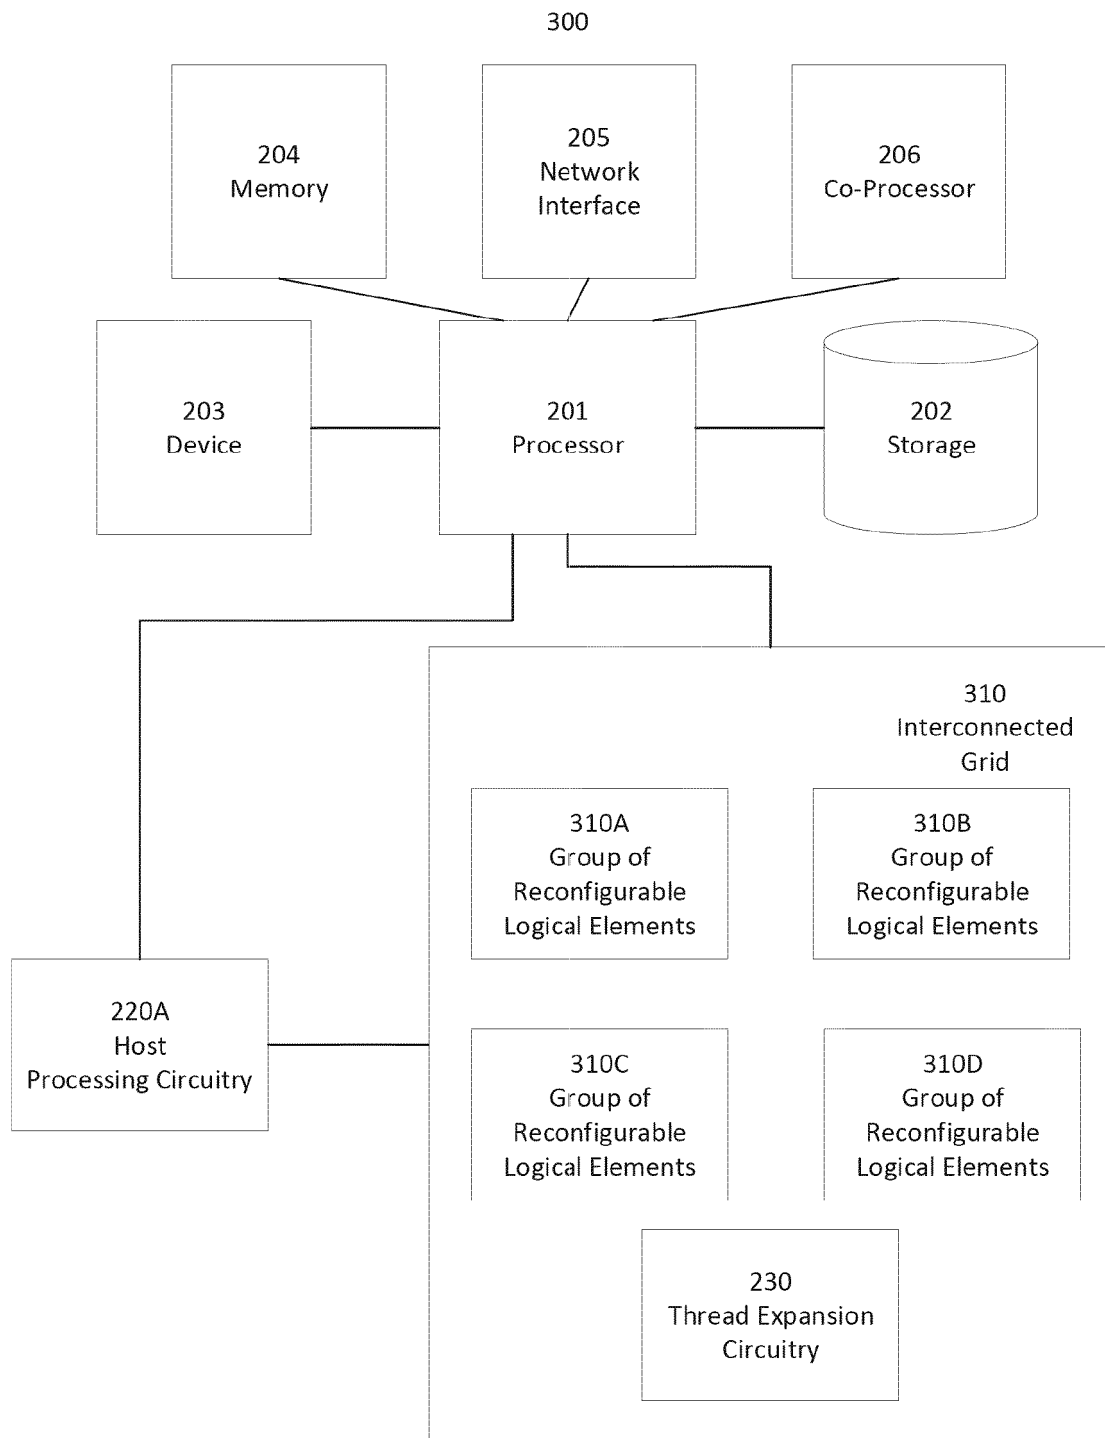 300
204
Memory
205
Network
Interface
206
Co-Processor
203
Device
201
Processor
202
Storage
310
Interconnected
Grid
310A
Group of
Reconfigurable
Logical Elements
310B
Group of
Reconfigurable
Logical Elements
220A
Host
Processing Circuitry
310C
Group of
Reconfigurable
Logical Elements
310D
Group of
Reconfigurable
Logical Elements
230
Thread Expansion
Circuitry